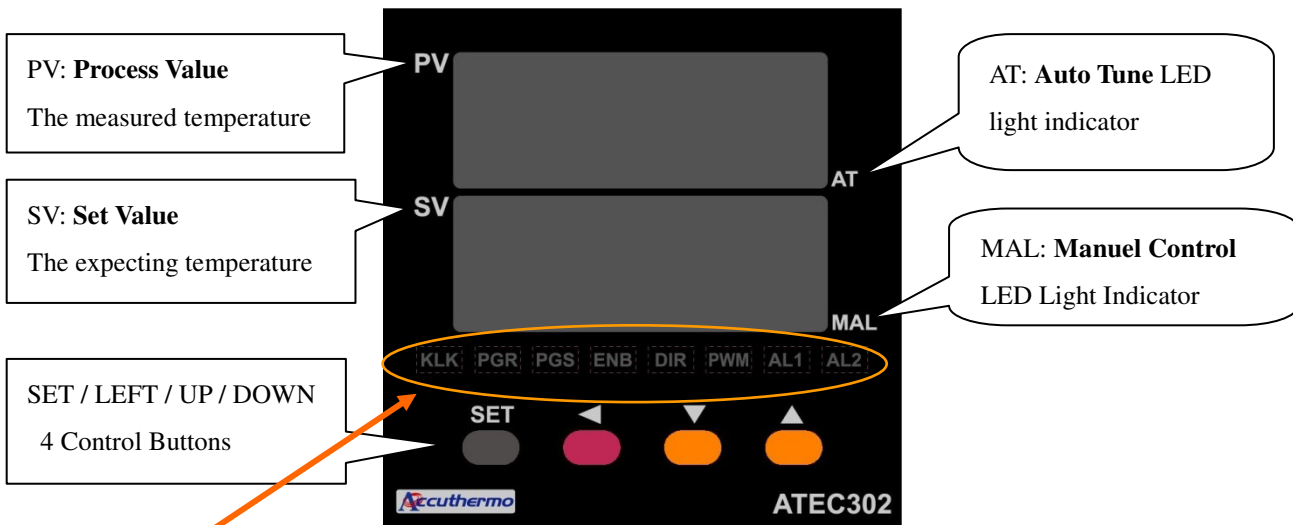 PV: Process Value
The measured temperature
SV: Set Value
The expecting temperature
SET / LEFT / UP / DOWN
4 Control Buttons
PV
AT
SV
MAL
KLK PGR PGS ENB DIR PWM AL1 AL2
SET
Accuthermo
ATEC302
AT: Auto Tune LED
light indicator
MAL: Manuel Control
LED Light Indicator